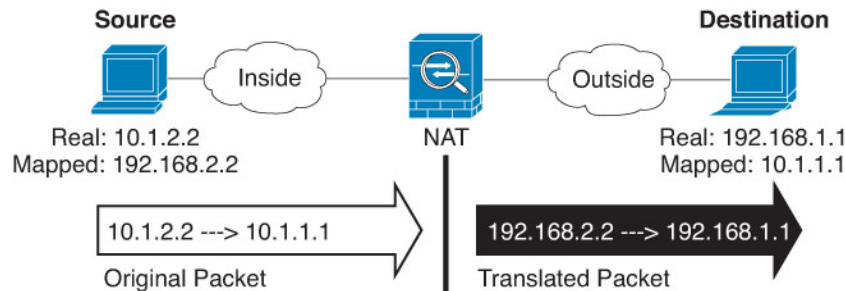 Source
Destination
Inside
Outside
Real: 10.1.2.2
Mapped: 192.168.2.2
NAT
Real: 192.168.1.1
Mapped: 10.1.1.1
10.1.2.2 ---> 10.1.1.1
192.168.2.2 ---> 192.168.1.1
Original Packet
Translated Packet